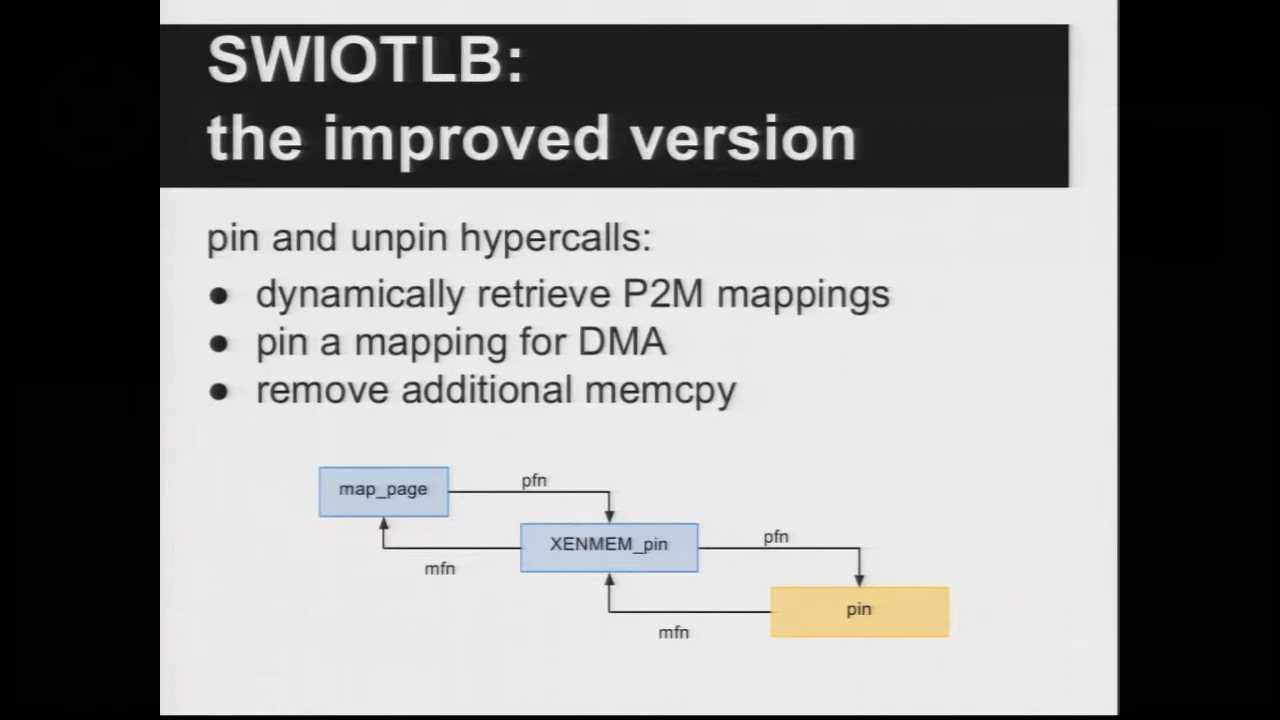 SWIOTLB:
the improved version
pin and unpin hypercalls:
● dynamically retrieve P2M mappings
● pin a mapping for DMA
● remove additional memcpy
map_page
pfn
XENMEM_pin
pfn
mfn
pin
mfn